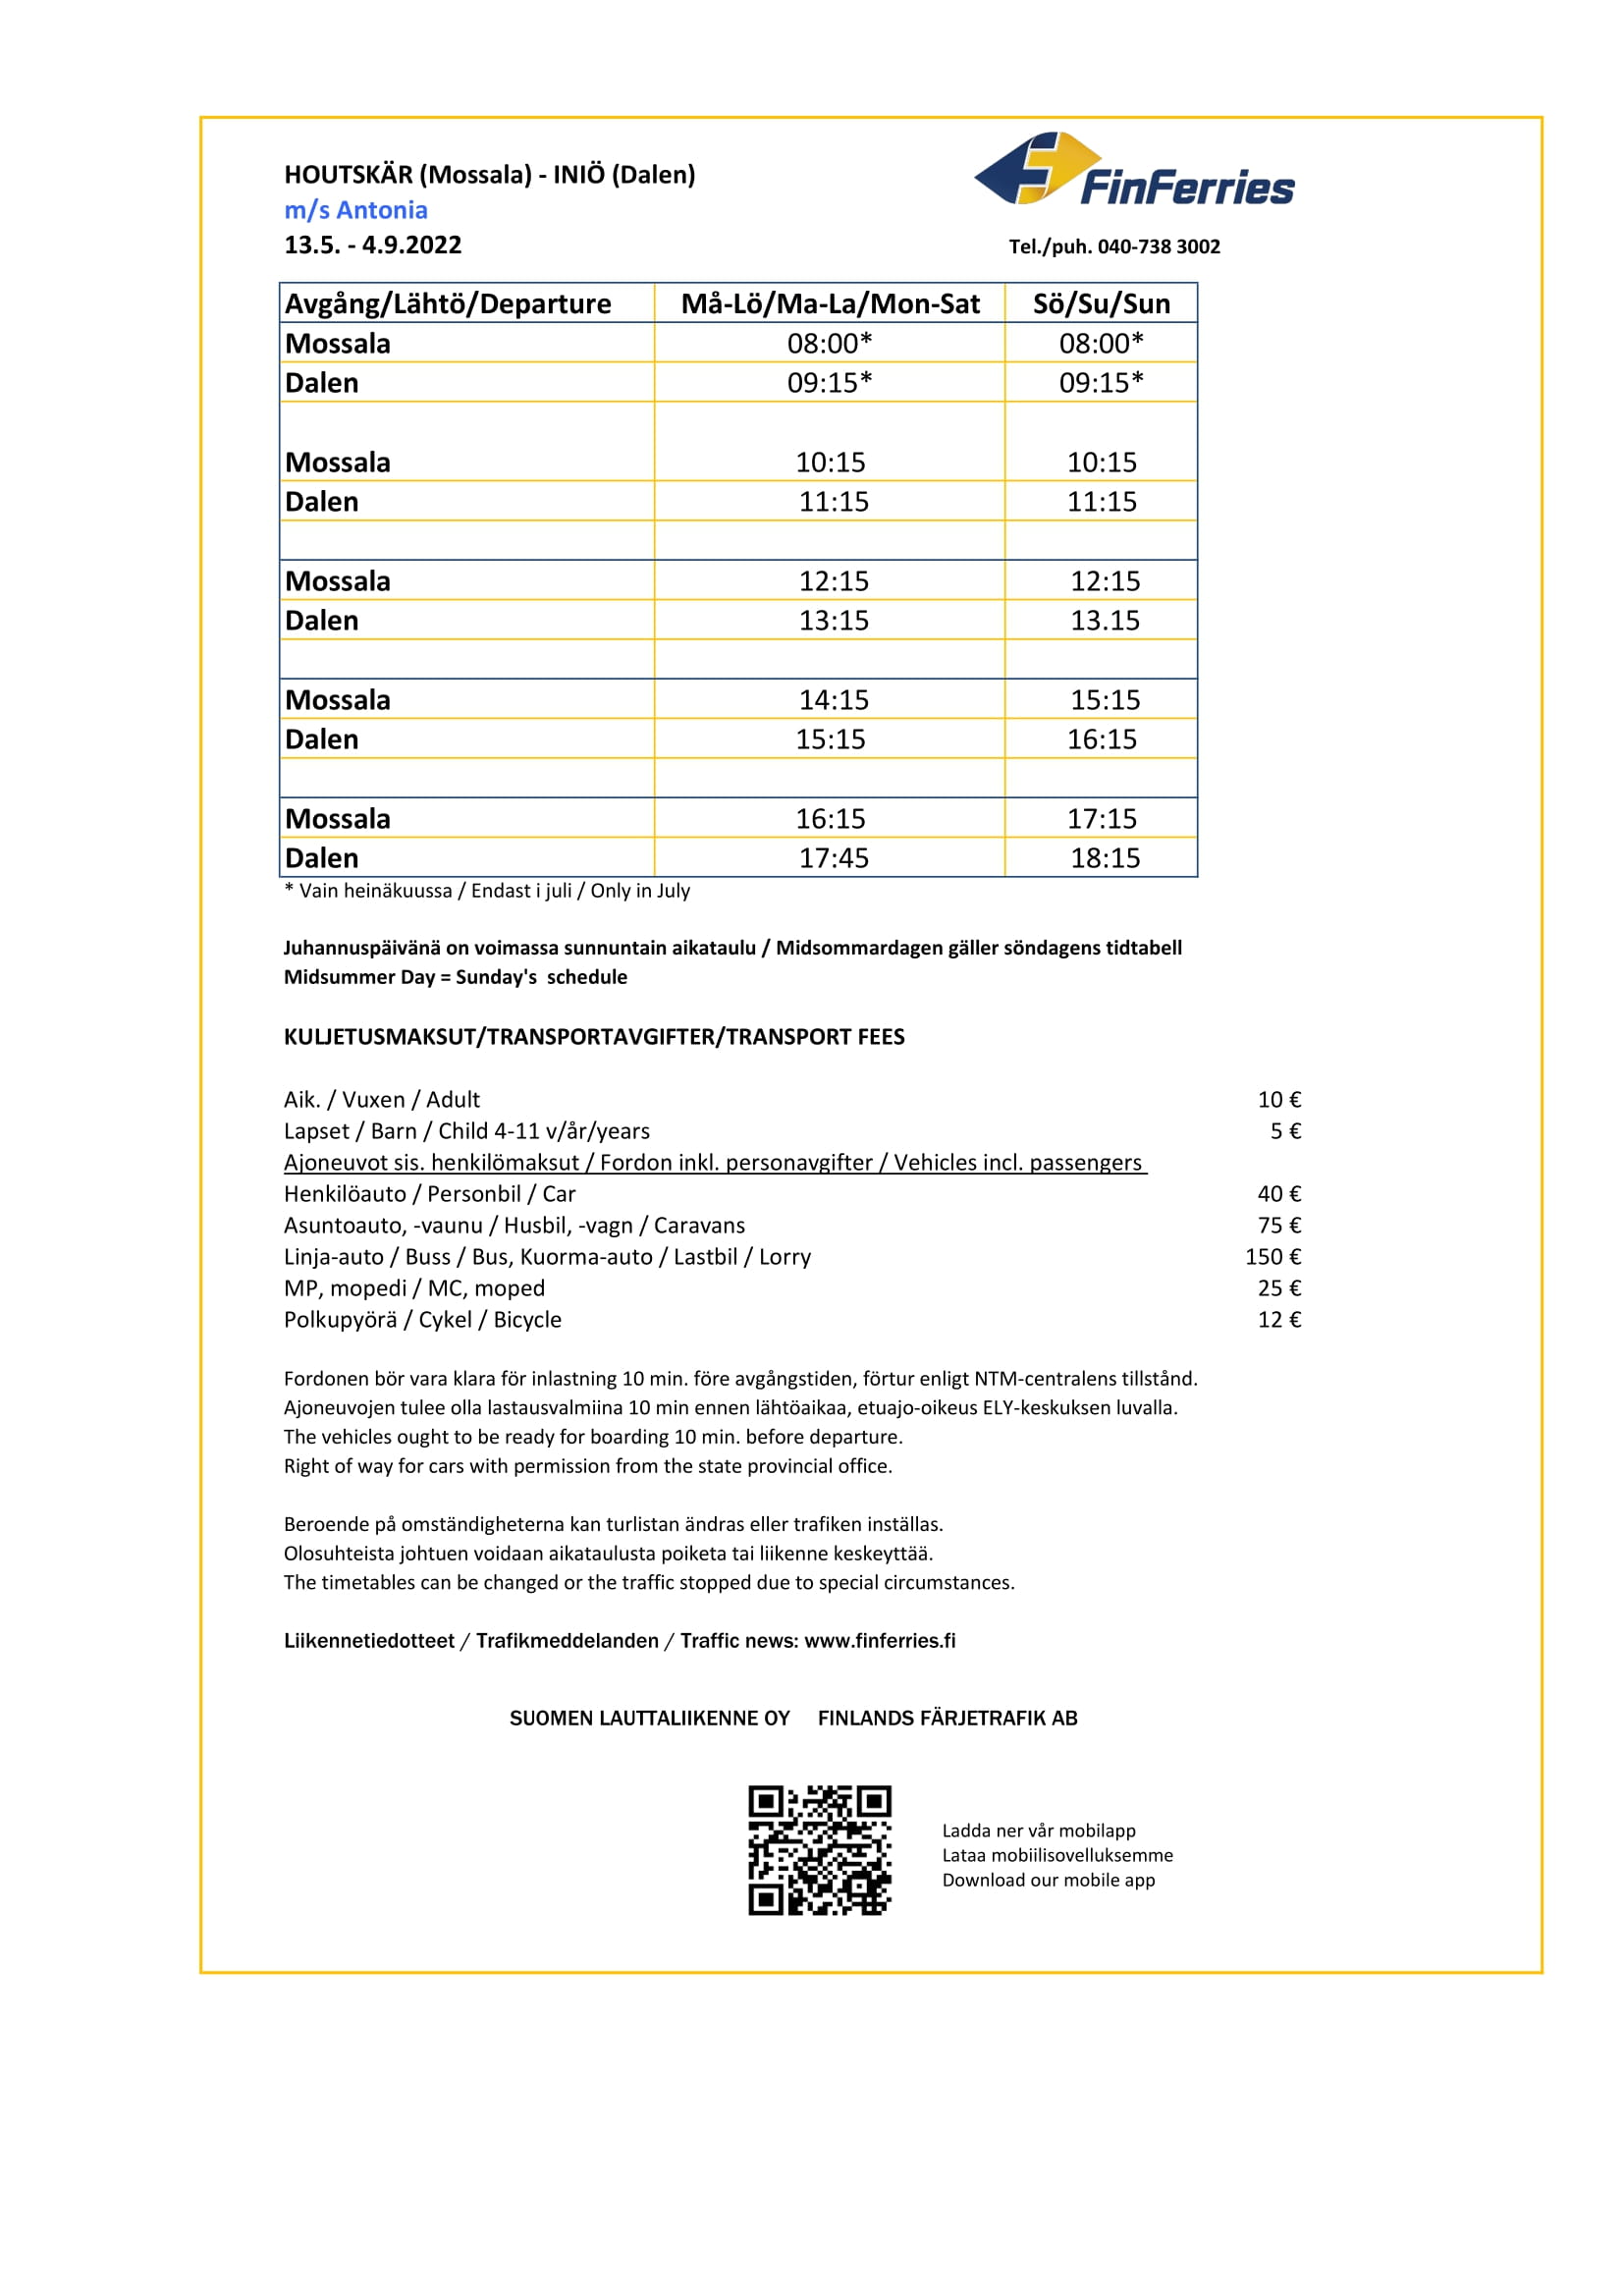 HOUTSKÄR (Mossala) - INIÖ (Dalen)
FinFerries
m/s Antonia
13.5. - 4.9.2022
Tel./puh. 040-738 3002
Avgång/Lähtö/Departure Må-Lö/Ma-La/Mon-Sat Sö/Su/Sun
Mossala 08:00* 08:00*
Dalen 09:15* 09:15*
Mossala 10:15 10:15
Dalen 11:15 11:15
Mossala 12:15 12:15
Dalen 13:15 13.15
Mossala 14:15 15:15
Dalen 15:15 16:15
Mossala 16:15 17:15
Dalen 17:45 18:15
* Vain heinäkuussa / Endast i juli / Only in July
Juhannuspäivänä on voimassa sunnuntain aikataulu / Midsommardagen gäller söndagens tidtabell
Midsummer Day = Sunday's schedule
KULJETUSMAKSUT/TRANSPORTAVGIFTER/TRANSPORT FEES
Aik. / Vuxen / Adult 10 €
Lapset / Barn / Child 4-11 v/år/years 5 €
Ajoneuvot sis. henkilömaksut / Fordon inkl. personavgifter / Vehicles incl. passengers
Henkilöauto / Personbil / Car 40 €
Asuntoauto, -vaunu / Husbil, -vagn / Caravans 75 €
Linja-auto / Buss / Bus, Kuorma-auto / Lastbil / Lorry 150 €
MP, mopedi / MC, moped 25 €
Polkupyörä / Cykel / Bicycle 12 €
Fordonen bör vara klara för inlastning 10 min. före avgångstiden, förtur enligt NTM-centralens tillstånd.
Ajoneuvojen tulee olla lastausvalmiina 10 min ennen lähtöaikaa, etuajo-oikeus ELY-keskuksen luvalla.
The vehicles ought to be ready for boarding 10 min. before departure.
Right of way for cars with permission from the state provincial office.
Beroende på omständigheterna kan turlistan ändras eller trafiken inställas.
Olosuhteista johtuen voidaan aikataulusta poiketa tai liikenne keskeyttää.
The timetables can be changed or the traffic stopped due to special circumstances.
Liikennetiedotteet / Trafikmeddelanden / Traffic news: www.finferries.fi
SUOMEN LAUTTALIIKENNE OY FINLANDS FÄRJETRAFIK AB
Ladda ner vår mobilapp
Lataa mobiilisovelluksemme
Download our mobile app